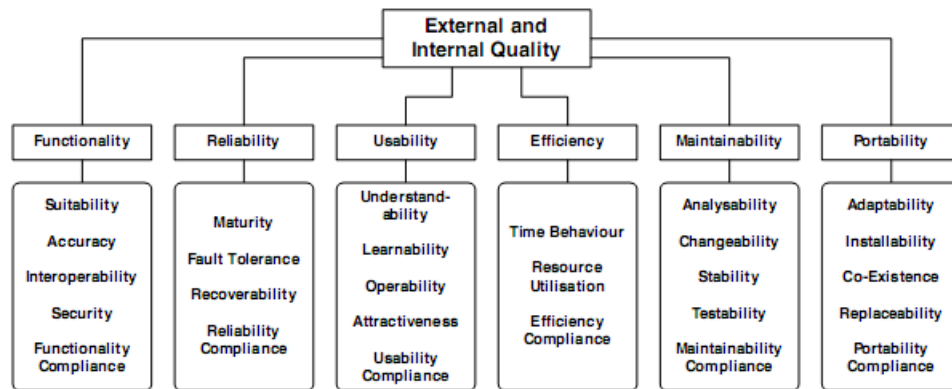 External and
Internal Quality
Functionality
Reliability
Usability
Efficiency
Maintainability
Portability
Suitability
Accuracy
Interoperability
Security
Functionality
Compliance
Maturity
Fault Tolerance
Recoverability
Reliability
Compliance
Understand-
ability
Learnability
Operability
Attractiveness
Usability
Compliance
Time Behaviour
Resource
Utilisation
Efficiency
Compliance
Analysability
Changeability
Stability
Testability
Maintainability
Compliance
Adaptability
Installability
Co-Existence
Replaceability
Portability
Compliance